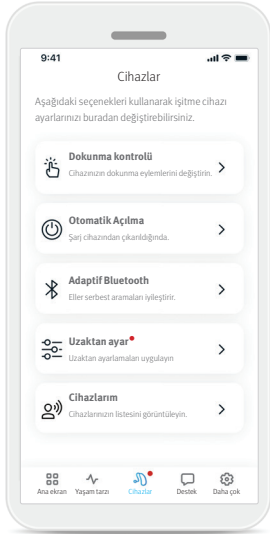 9:41
Cihazlar
Aşağıdaki seçenekleri kullanarak işitme cihazı
ayarlarınızı buradan değiştirebilirsiniz.
Dokunma kontrolü
Cihazınızın dokunma eylemlerini değiştirin.
Otomatik Açılma
Şarj cihazından çıkarıldığında.
Adaptif Bluetooth
Eller serbest aramaları iyileştirir.
Uzaktan ayar
Uzaktan ayarlamaları uygulayın
Cihazlarım
Cihazlarınızın listesini görüntüleyin.
Ana ekran Yaşam tarzı Cihazlar Destek Daha çok